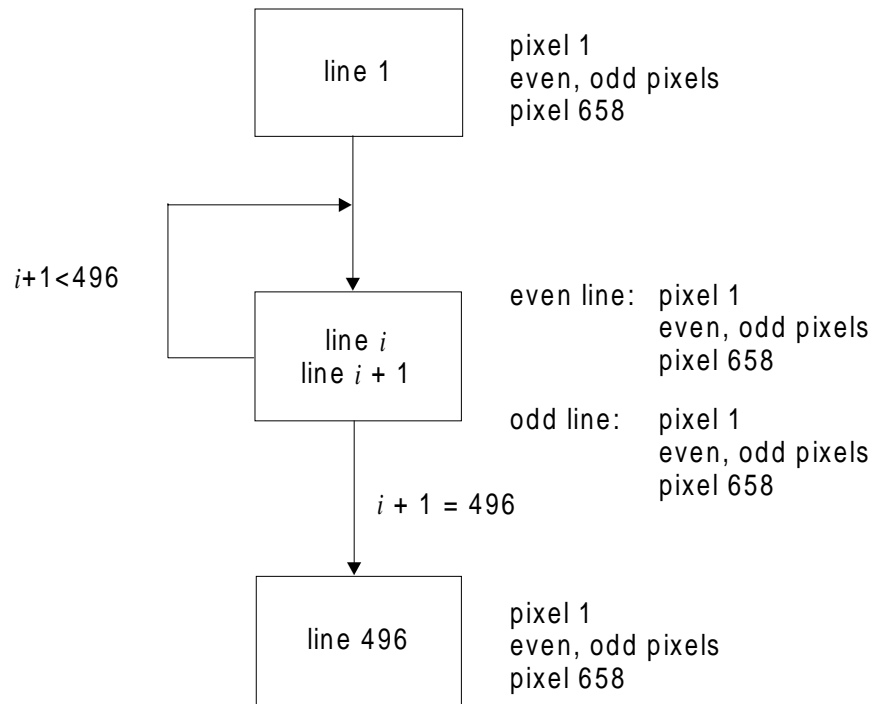 line 1
pixel 1
even, odd pixels
pixel 658
i+1<496
line i
line i + 1
even line: pixel 1
even, odd pixels
pixel 658
odd line: pixel 1
even, odd pixels
pixel 658
i + 1 = 496
line 496
pixel 1
even, odd pixels
pixel 658